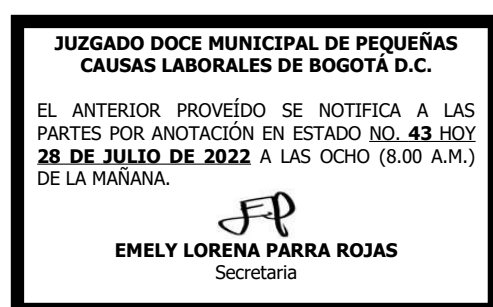 JUZGADO DOCE MUNICIPAL DE PEQUEÑAS
CAUSAS LABORALES DE BOGOTÁ D.C.
EL ANTERIOR PROVEÍDO SE NOTIFICA A LAS
PARTES POR ANOTACIÓN EN ESTADO NO. 43 HOY
28 DE JULIO DE 2022 A LAS OCHO (8.00 A.M.)
DE LA MAÑANA.
EMELY LORENA PARRA ROJAS
Secretaria